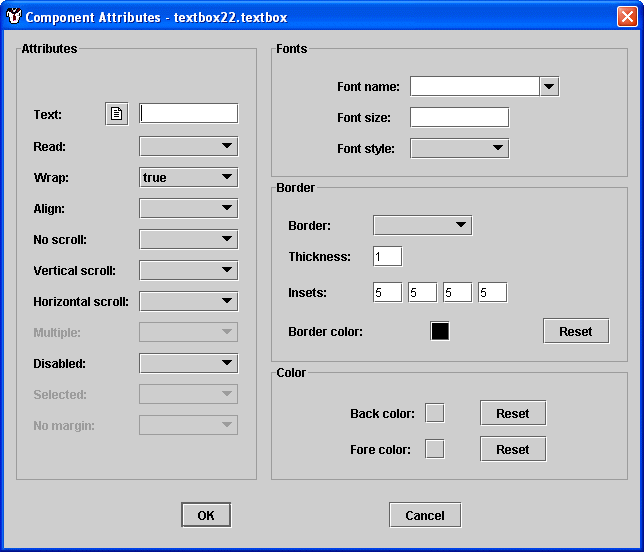 Component Attributes - textbox22.textbox
Attributes
Text:
Read:
Wrap: true
Align:
No scroll:
Vertical scroll:
Horizontal scroll:
Multiple:
Disabled:
Selected:
No margin:
Fonts
Font name:
Font size:
Font style:
Border
Border:
Thickness: 1
Insets: 5 5 5 5
Border color: Reset
Color
Back color: Reset
Fore color: Reset
OK Cancel